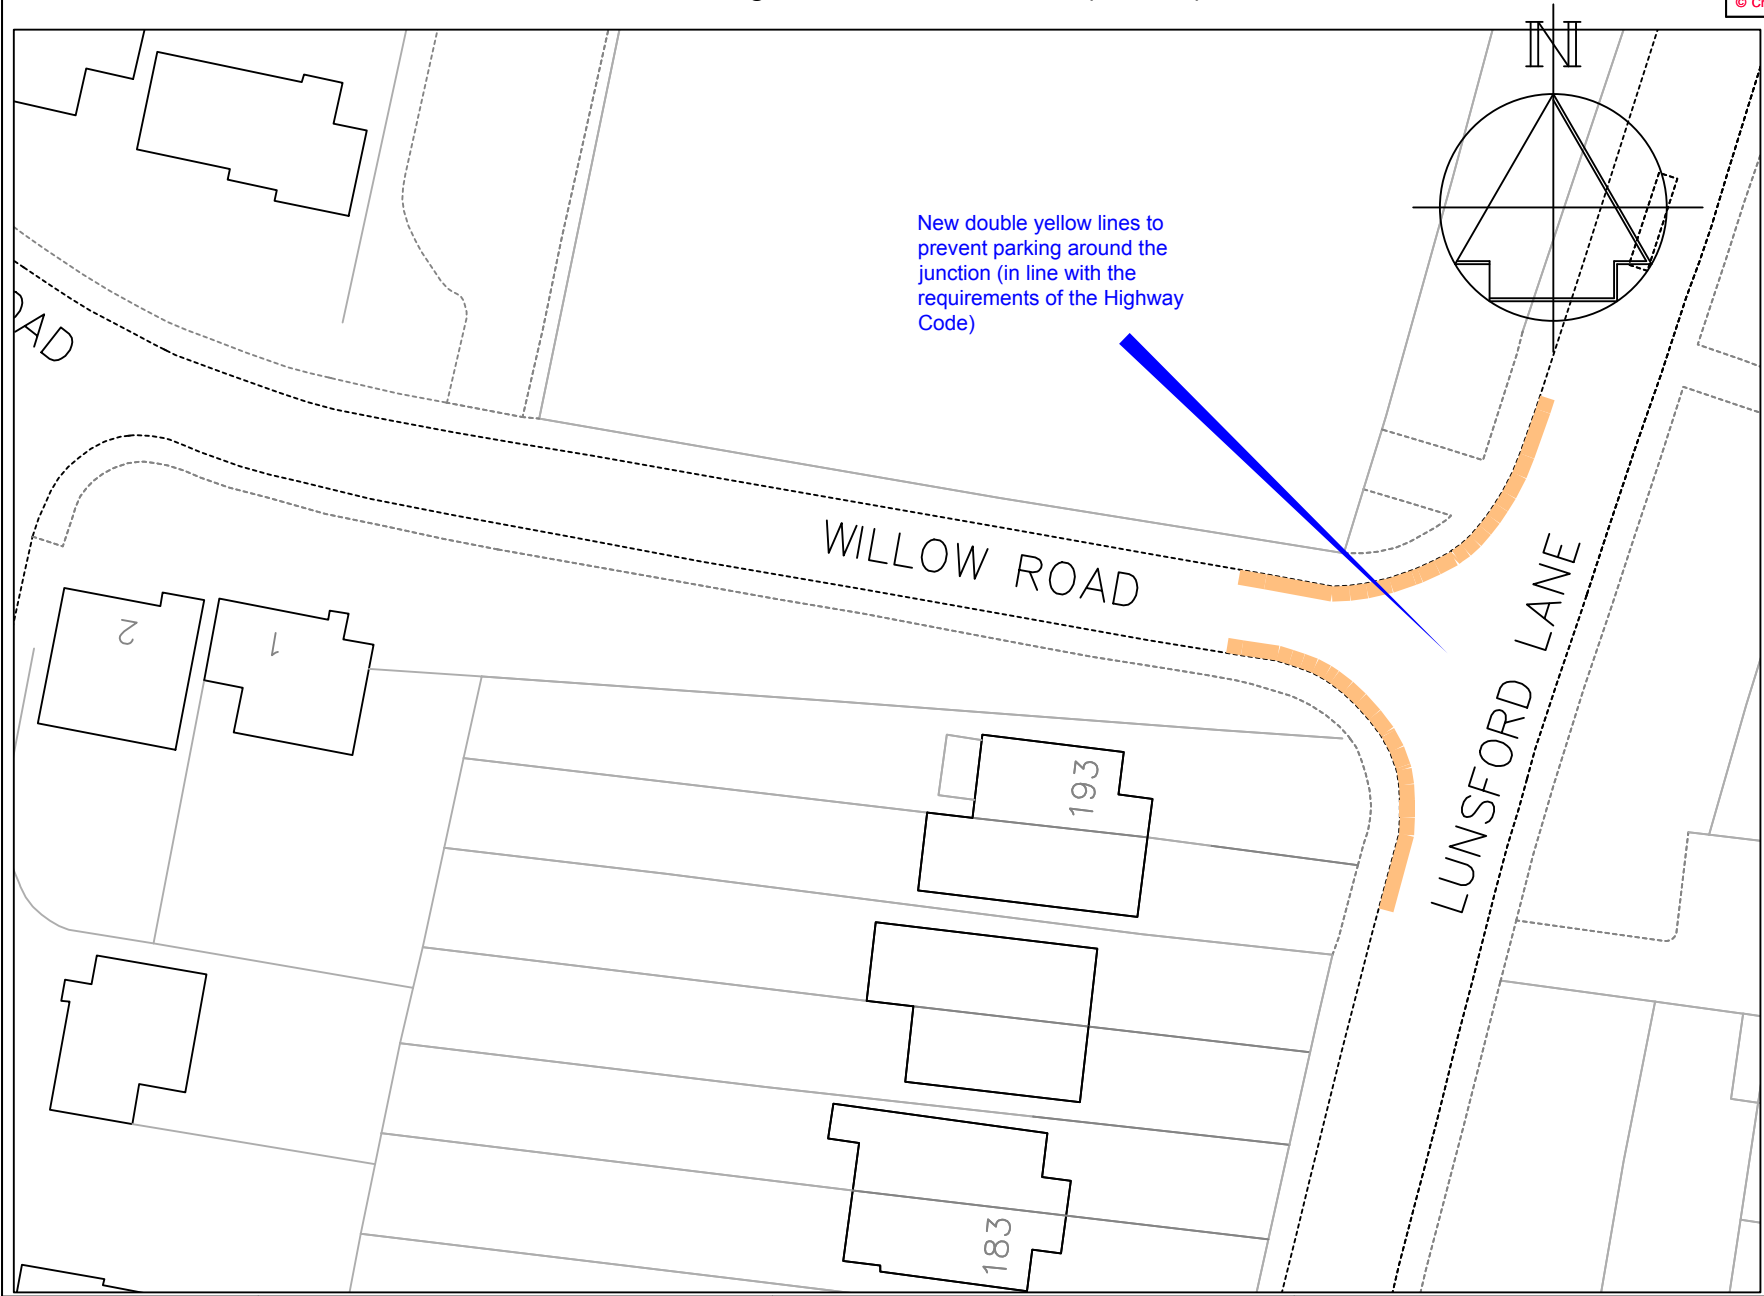 N
New double yellow lines to
prevent parking around the
junction (in line with the
requirements of the Highway
Code)
WILLOW ROAD
LUNSFORD LANE
2
1
193
183